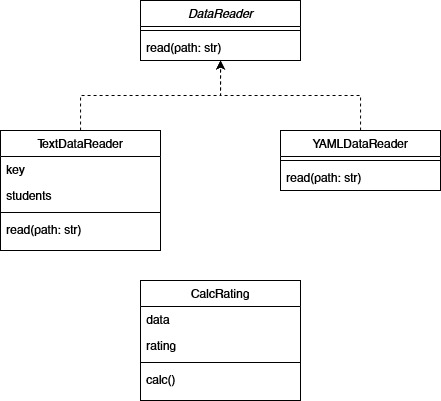 DataReader
read(path: str)
TextDataReader
key
students
read(path: str)
YAMLDataReader
read(path: str)
CalcRating
data
rating
calc()